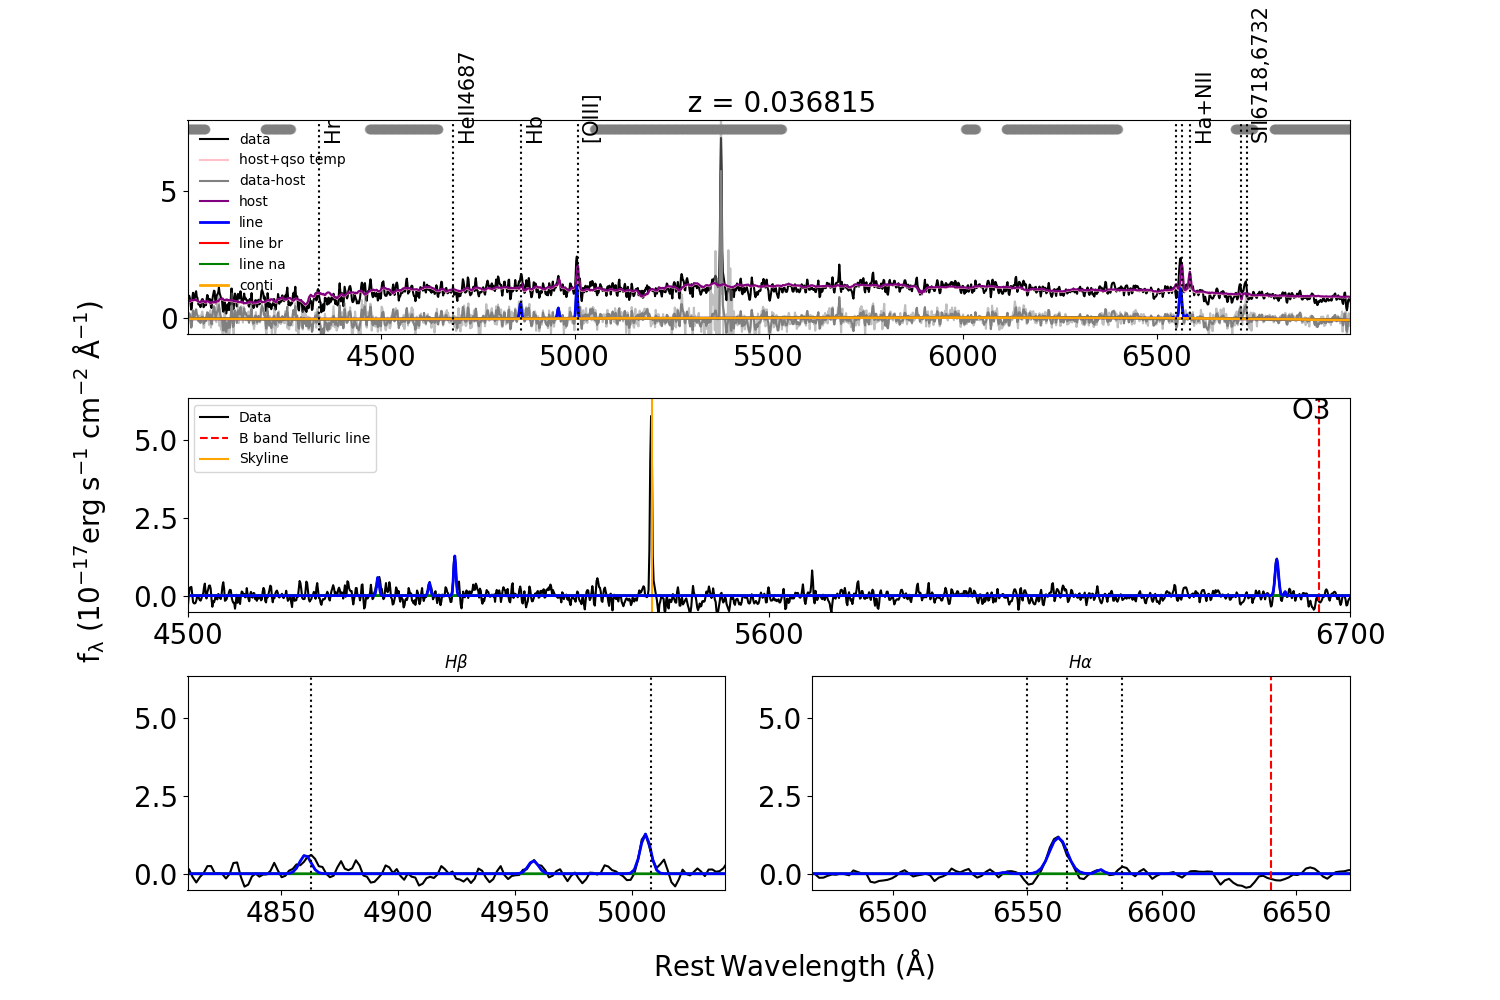 z = 0.036815
Hr
HeII4687
Hb
[OIII]
Ha+NII
SII6718,6732
data
host+qso temp
data-host
host
line
line br
line na
conti
5
0
4500 5000 5500 6000 6500
Data
B band Telluric line
Skyline
O3
5.0
2.5
0.0
4500 5600 6700
fλ (10⁻¹⁷erg s⁻¹ cm⁻² Å⁻¹)
Hβ
5.0
2.5
0.0
4850 4900 4950 5000
Hα
5.0
2.5
0.0
6500 6550 6600 6650
Rest Wavelength (Å)